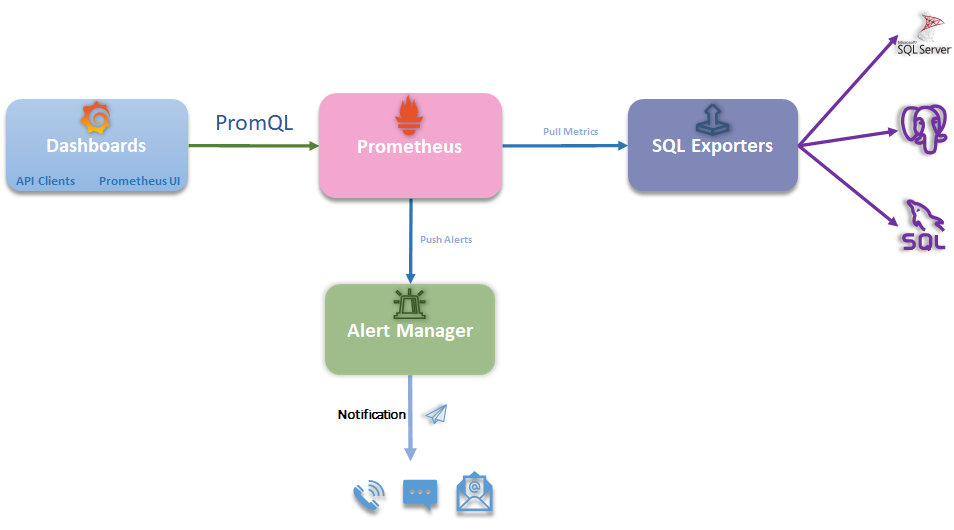 Microsoft
SQL Server
PromQL
Pull Metrics
Dashboards
Prometheus
SQL Exporters
API Clients
Prometheus UI
Push Alerts
SQL
Alert Manager
Notification
@